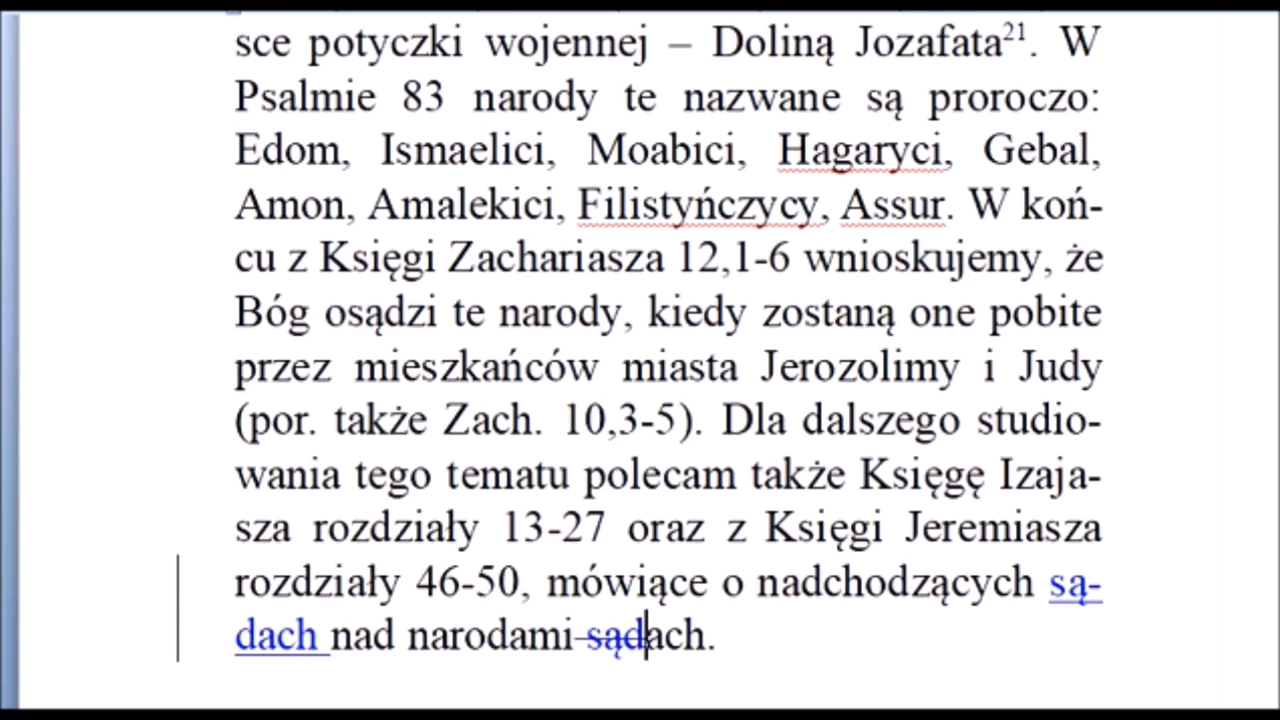 sce potyczki wojennej – Doliną Jozafata²¹. W
Psalmie 83 narody te nazwane są proroczo:
Edom, Ismaelici, Moabici, Hagaryci, Gebal,
Amon, Amalekici, Filistyńczycy, Assur. W koń-
cu z Księgi Zachariasza 12,1-6 wnioskujemy, że
Bóg osądzi te narody, kiedy zostaną one pobite
przez mieszkańców miasta Jerozolimy i Judy
(por. także Zach. 10,3-5). Dla dalszego studio-
wania tego tematu polecam także Księgę Izaja-
sza rozdziały 13-27 oraz z Księgi Jeremiasza
rozdziały 46-50, mówiące o nadchodzących są-
dach nad narodami sądach.